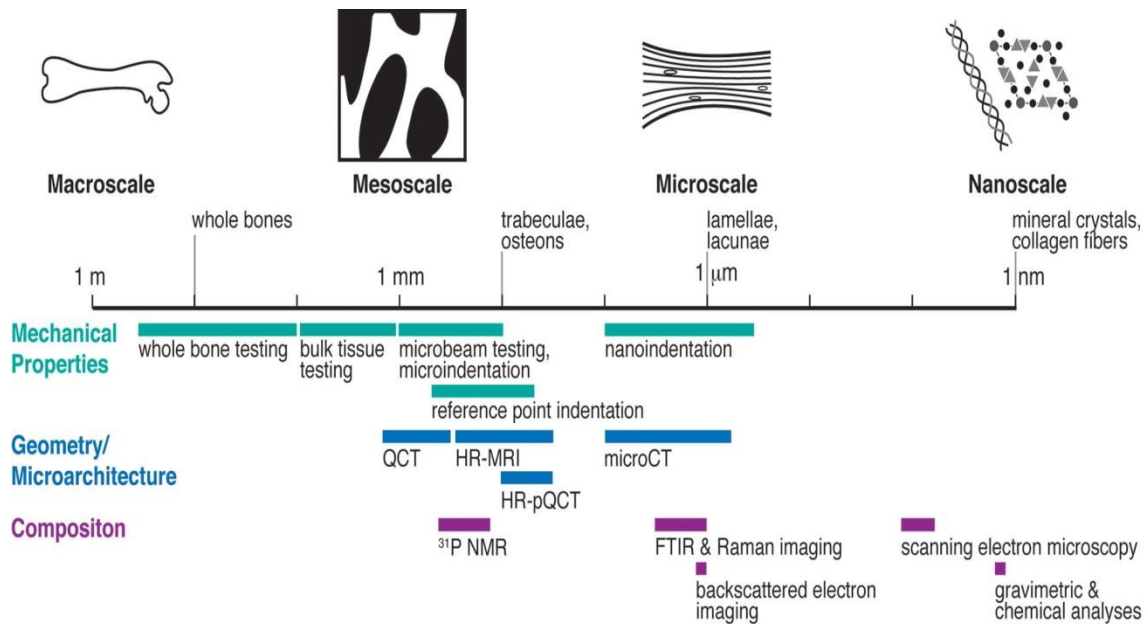 Macroscale
Mesoscale
Microscale
Nanoscale
whole bones
trabeculae,
osteons
lamellae,
lacunae
mineral crystals,
collagen fibers
1 m
1 mm
1 μm
1 nm
Mechanical
Properties
whole bone testing
bulk tissue
testing
microbeam testing,
microindentation
nanoindentation
reference point indentation
Geometry/
Microarchitecture
QCT
HR-MRI
microCT
HR-pQCT
Compositon
³¹P NMR
FTIR & Raman imaging
scanning electron microscopy
backscattered electron
imaging
gravimetric &
chemical analyses